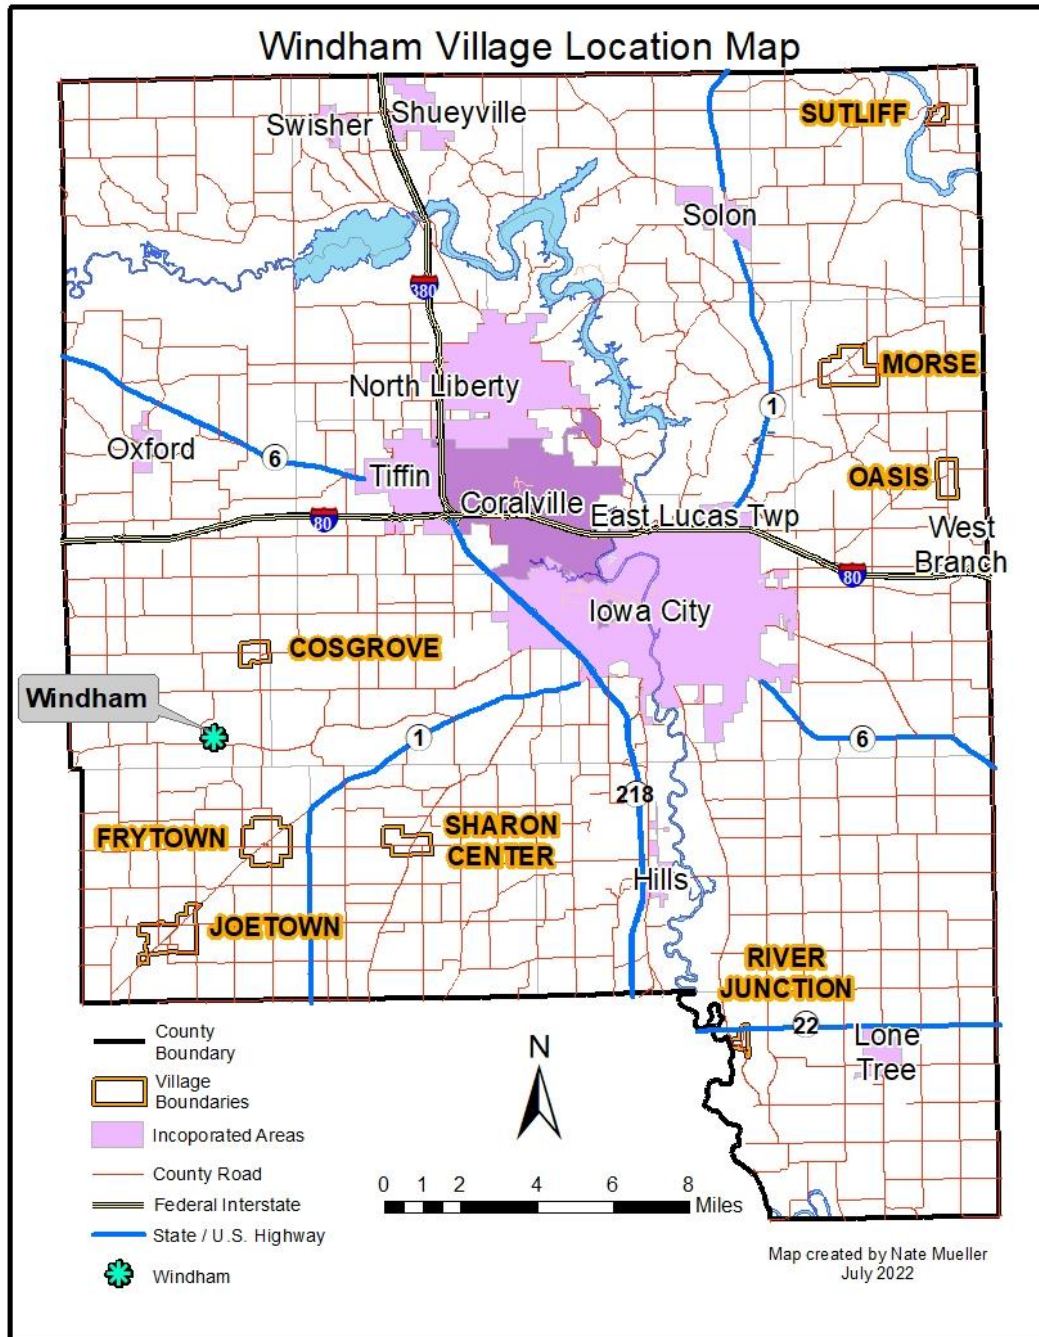 Windham Village Location Map
SUTLIFF
Shueyville
Swisher
Solon
380
MORSE
North Liberty
1
Oxford
6
Tiffin
OASIS
Coralville
East Lucas Twp
80
West
Branch
80
Iowa City
COSGROVE
Windham
1
6
218
FRYTOWN
SHARON
CENTER
Hills
JOETOWN
RIVER
JUNCTION
22
Lone
Tree
County
Boundary
Village
Boundaries
Incoporated Areas
County Road
Federal Interstate
State / U.S. Highway
Windham
N
0 1 2 4 6 8
Miles
Map created by Nate Mueller
July 2022